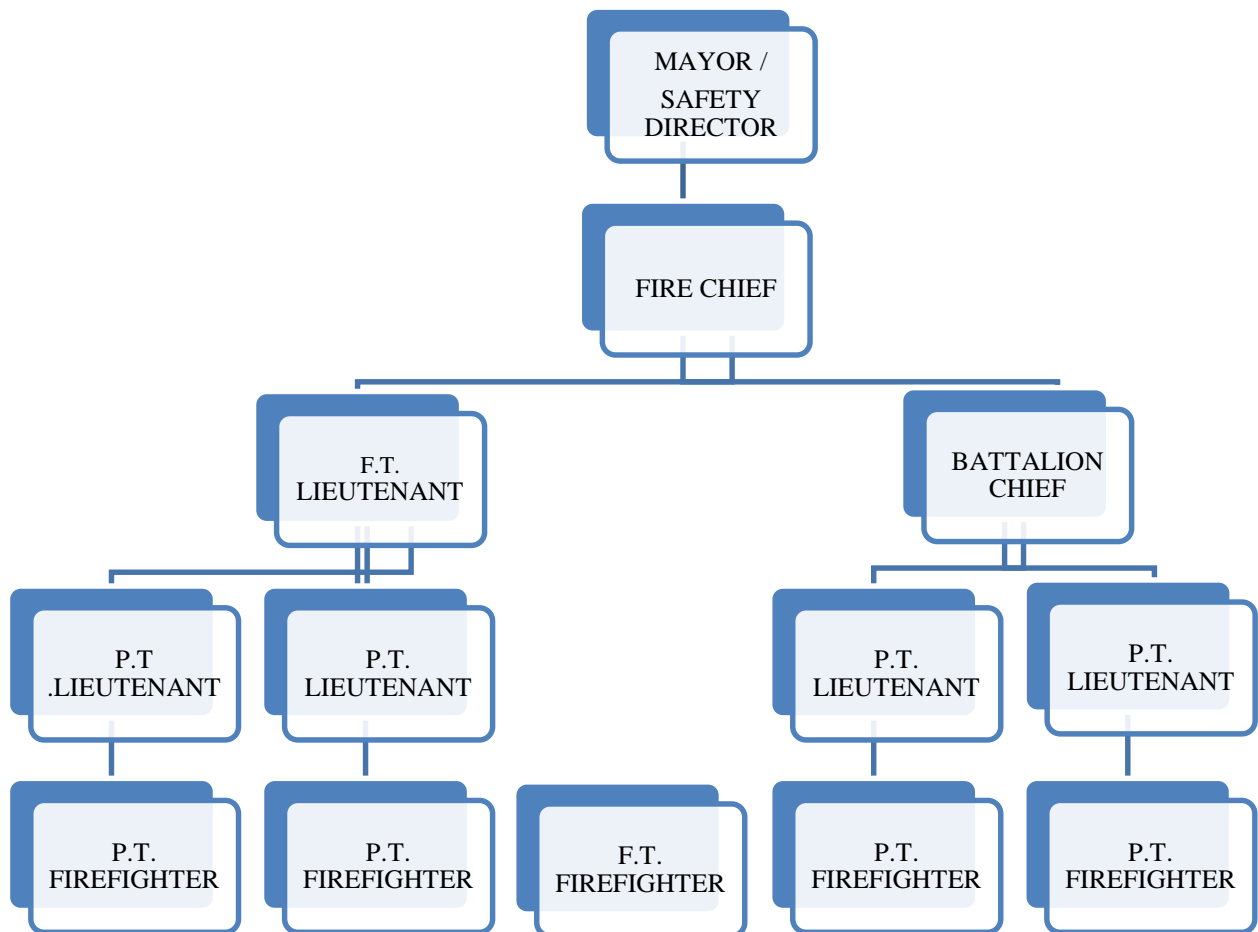 MAYOR /
SAFETY
DIRECTOR
FIRE CHIEF
F.T.
LIEUTENANT
BATTALION
CHIEF
P.T
.LIEUTENANT
P.T.
LIEUTENANT
P.T.
LIEUTENANT
P.T.
LIEUTENANT
P.T.
FIREFIGHTER
P.T.
FIREFIGHTER
F.T.
FIREFIGHTER
P.T.
FIREFIGHTER
P.T.
FIREFIGHTER